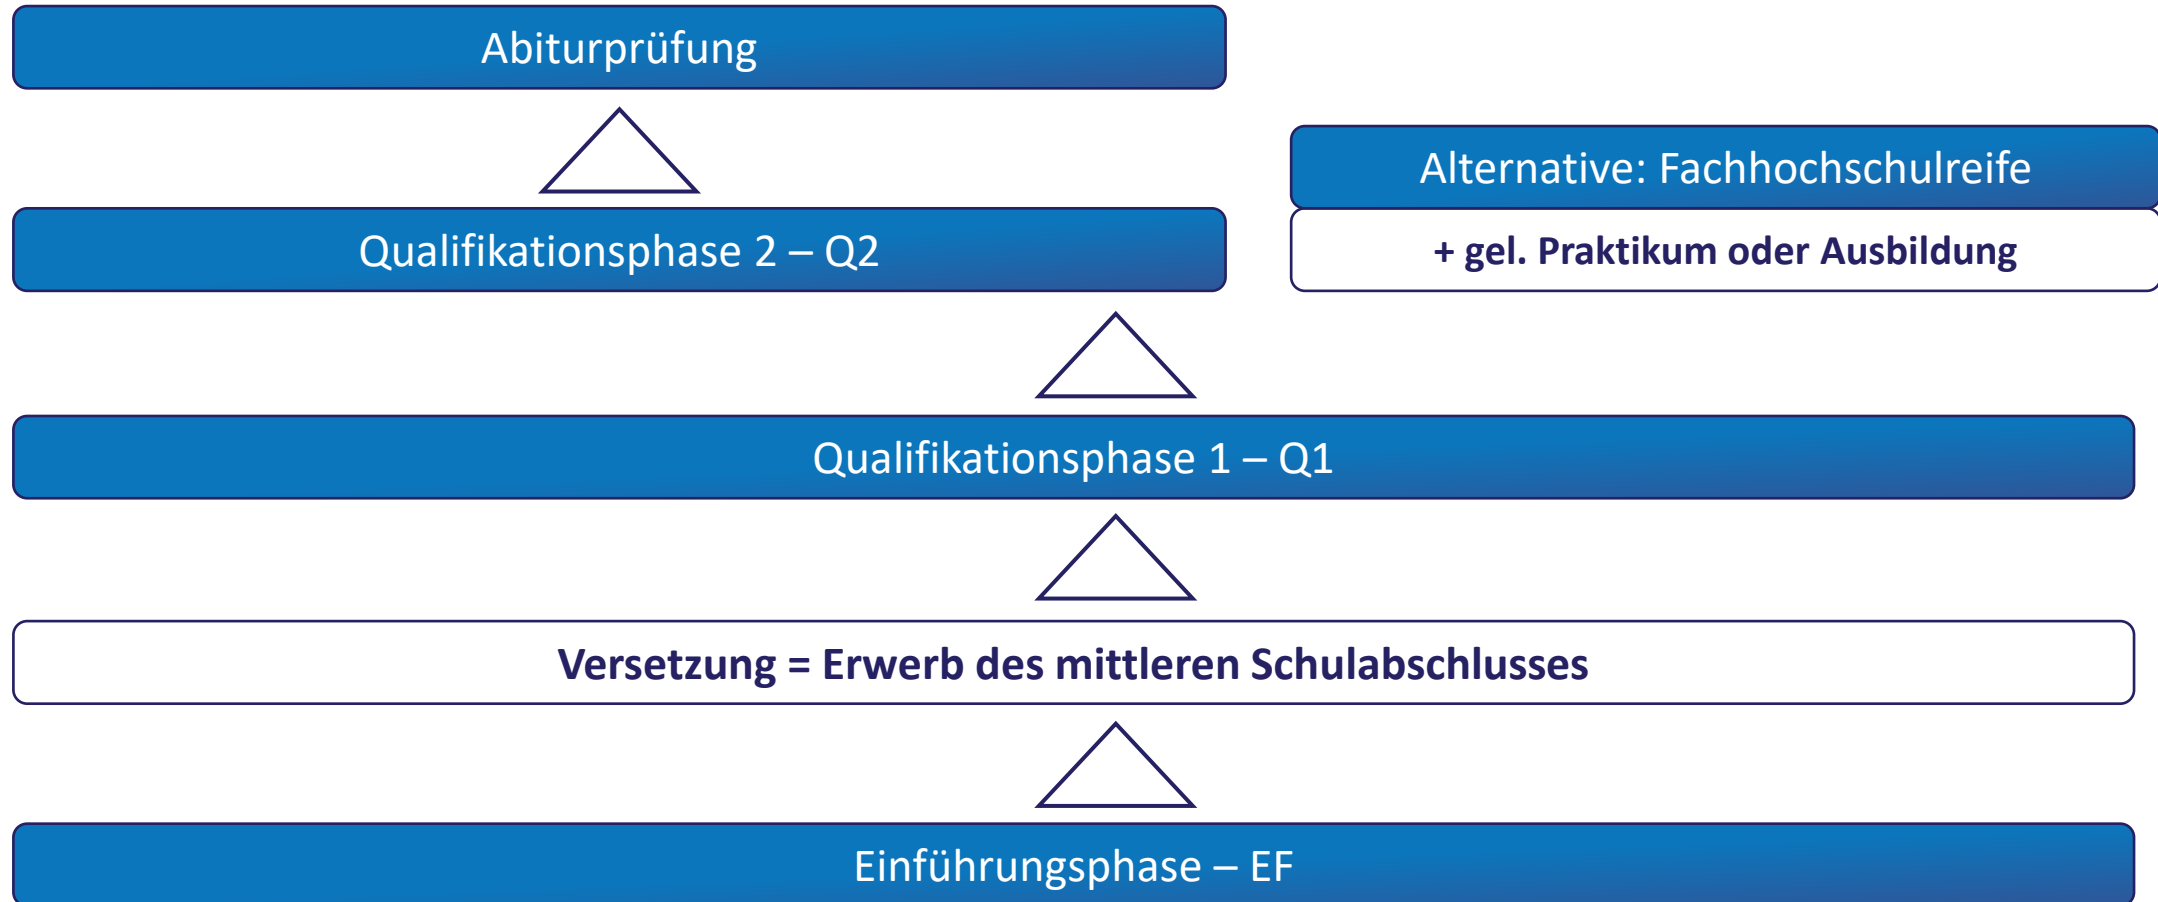 Abiturprüfung
Alternative: Fachhochschulreife
Qualifikationsphase 2 – Q2
+ gel. Praktikum oder Ausbildung
Qualifikationsphase 1 – Q1
Versetzung = Erwerb des mittleren Schulabschlusses
Einführungsphase – EF